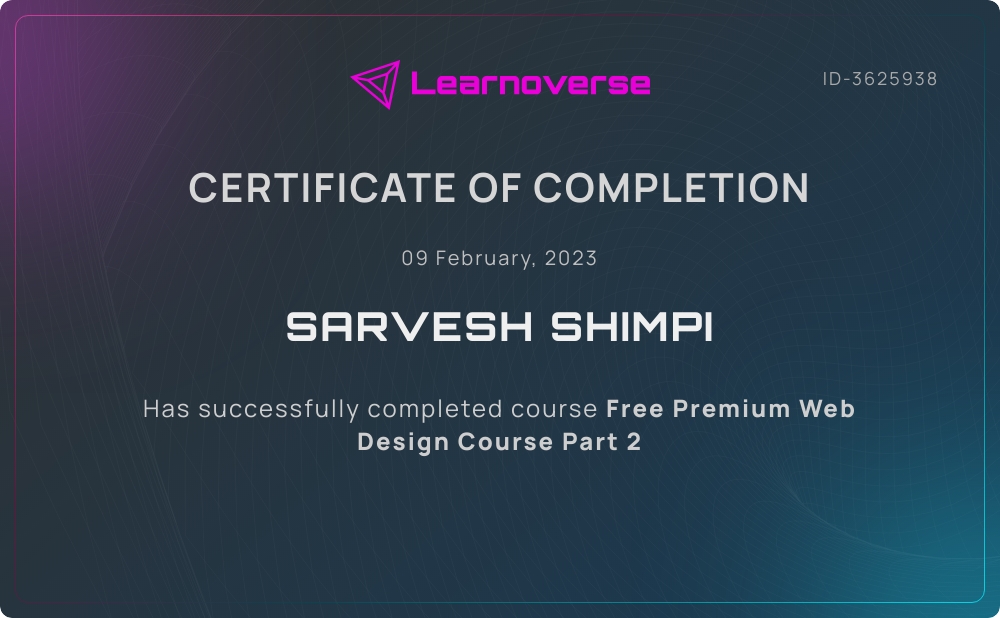 Learnoverse
ID-3625938
CERTIFICATE OF COMPLETION
09 February, 2023
SARVESH SHIMPI
Has successfully completed course Free Premium Web
Design Course Part 2